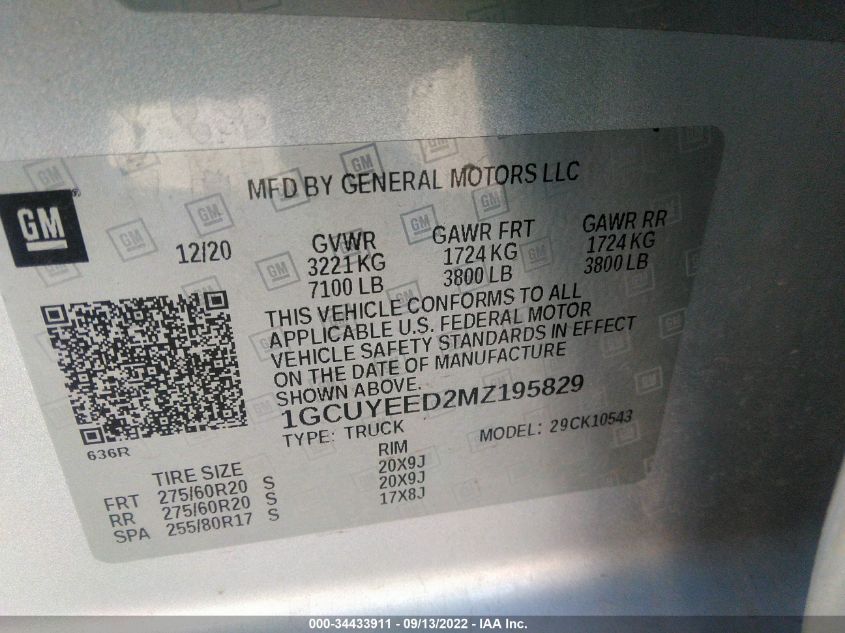 MFD BY GENERAL MOTORS LLC
GM
12/20
GVWR GAWR FRT GAWR RR
3221 KG 1724 KG 1724 KG
7100 LB 3800 LB 3800 LB
THIS VEHICLE CONFORMS TO ALL
APPLICABLE U.S. FEDERAL MOTOR
VEHICLE SAFETY STANDARDS IN EFFECT
ON THE DATE OF MANUFACTURE
SHOWN ABOVE.
1GCUYEED2MZ195829
TYPE: TRUCK MODEL: 29CK10543
636R
TIRE SIZE RIM
FRT 275/60R20 S 20X9J
RR 275/60R20 S 20X9J
SPA 255/80R17 S 17X8J
000-34433911 - 09/13/2022 - IAA Inc.